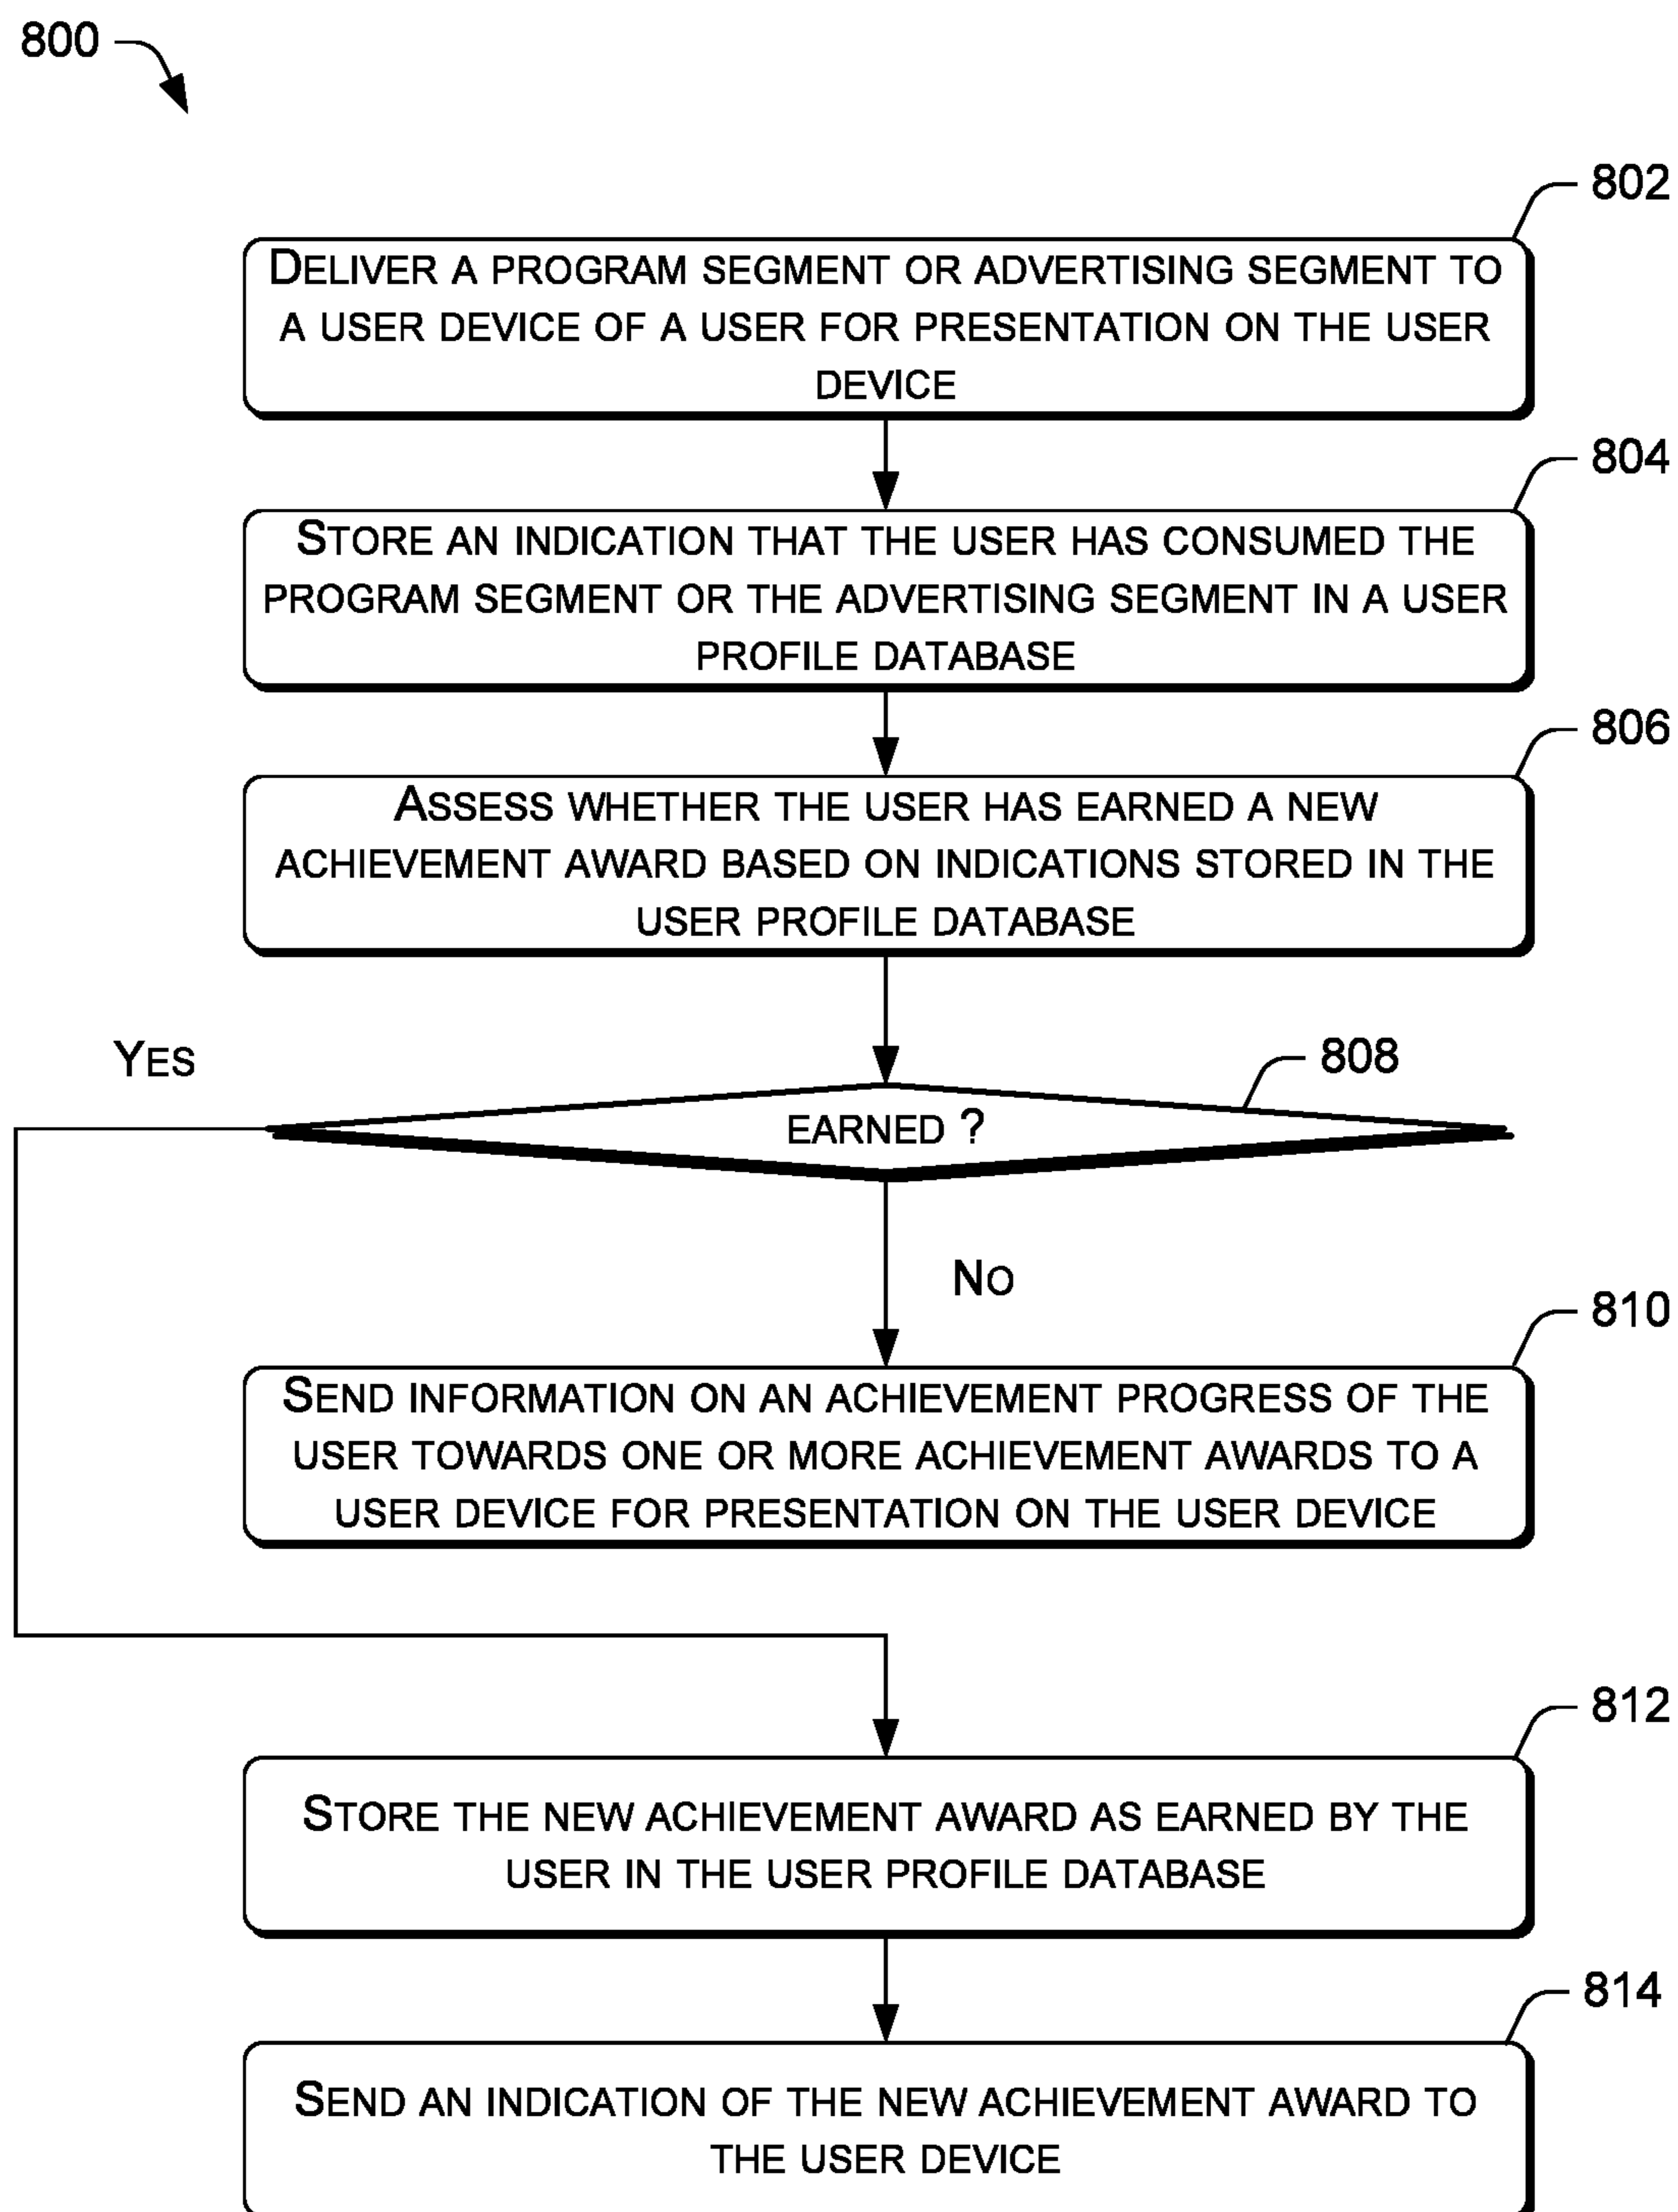 800
802
DELIVER A PROGRAM SEGMENT OR ADVERTISING SEGMENT TO
A USER DEVICE OF A USER FOR PRESENTATION ON THE USER
DEVICE
804
STORE AN INDICATION THAT THE USER HAS CONSUMED THE
PROGRAM SEGMENT OR THE ADVERTISING SEGMENT IN A USER
PROFILE DATABASE
806
ASSESS WHETHER THE USER HAS EARNED A NEW
ACHIEVEMENT AWARD BASED ON INDICATIONS STORED IN THE
USER PROFILE DATABASE
YES
808
EARNED ?
NO
810
SEND INFORMATION ON AN ACHIEVEMENT PROGRESS OF THE
USER TOWARDS ONE OR MORE ACHIEVEMENT AWARDS TO A
USER DEVICE FOR PRESENTATION ON THE USER DEVICE
812
STORE THE NEW ACHIEVEMENT AWARD AS EARNED BY THE
USER IN THE USER PROFILE DATABASE
814
SEND AN INDICATION OF THE NEW ACHIEVEMENT AWARD TO
THE USER DEVICE